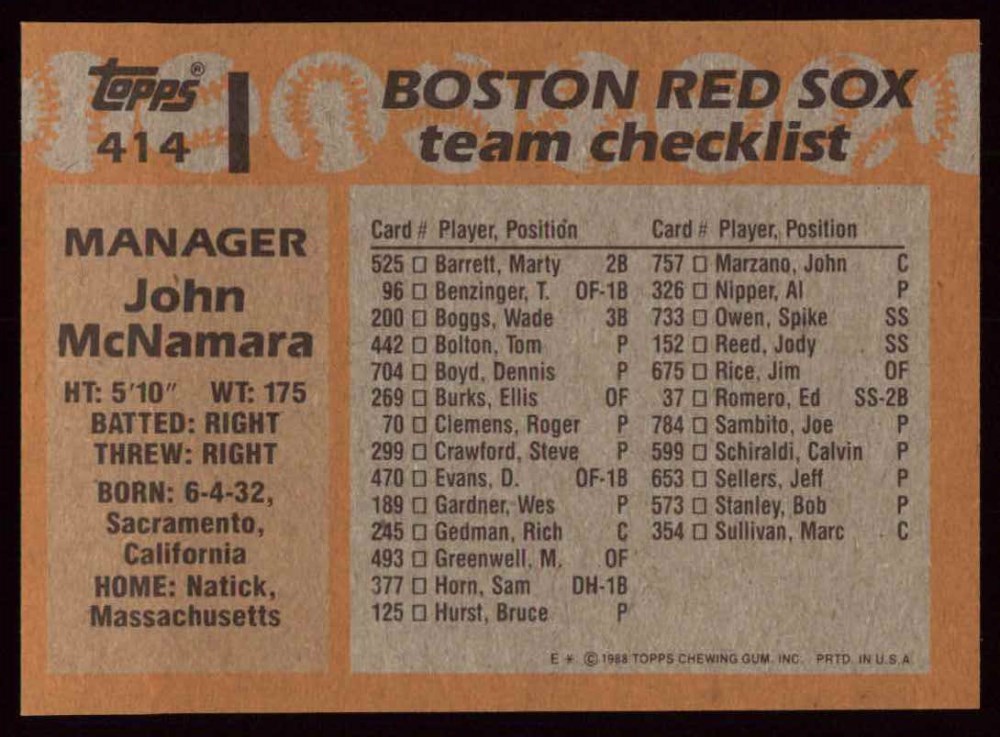 Topps®
414
BOSTON RED SOX
team checklist
MANAGER
John
McNamara
HT: 5'10" WT: 175
BATTED: RIGHT
THREW: RIGHT
BORN: 6-4-32,
Sacramento,
California
HOME: Natick,
Massachusetts
Card # Player, Position
525 □ Barrett, Marty 2B
96 □ Benzinger, T. OF-1B
200 □ Boggs, Wade 3B
442 □ Bolton, Tom P
704 □ Boyd, Dennis P
269 □ Burks, Ellis OF
70 □ Clemens, Roger P
299 □ Crawford, Steve P
470 □ Evans, D. OF-1B
189 □ Gardner, Wes P
245 □ Gedman, Rich C
493 □ Greenwell, M. OF
377 □ Horn, Sam DH-1B
125 □ Hurst, Bruce P
Card # Player, Position
757 □ Marzano, John C
326 □ Nipper, Al P
733 □ Owen, Spike SS
152 □ Reed, Jody SS
675 □ Rice, Jim OF
37 □ Romero, Ed SS-2B
784 □ Sambito, Joe P
599 □ Schiraldi, Calvin P
653 □ Sellers, Jeff P
573 □ Stanley, Bob P
354 □ Sullivan, Marc C
E * © 1988 TOPPS CHEWING GUM, INC. PRTD. IN U.S.A.